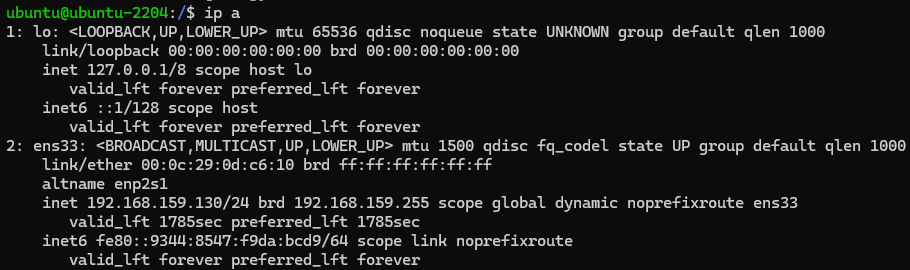 ubuntu@ubuntu-2204:/$ ip a
1: lo: <LOOPBACK,UP,LOWER_UP> mtu 65536 qdisc noqueue state UNKNOWN group default qlen 1000
    link/loopback 00:00:00:00:00:00 brd 00:00:00:00:00:00
    inet 127.0.0.1/8 scope host lo
       valid_lft forever preferred_lft forever
    inet6 ::1/128 scope host
       valid_lft forever preferred_lft forever
2: ens33: <BROADCAST,MULTICAST,UP,LOWER_UP> mtu 1500 qdisc fq_codel state UP group default qlen 1000
    link/ether 00:0c:29:0d:c6:10 brd ff:ff:ff:ff:ff:ff
    altname enp2s1
    inet 192.168.159.130/24 brd 192.168.159.255 scope global dynamic noprefixroute ens33
       valid_lft 1785sec preferred_lft 1785sec
    inet6 fe80::9344:8547:f9da:bcd9/64 scope link noprefixroute
       valid_lft forever preferred_lft forever